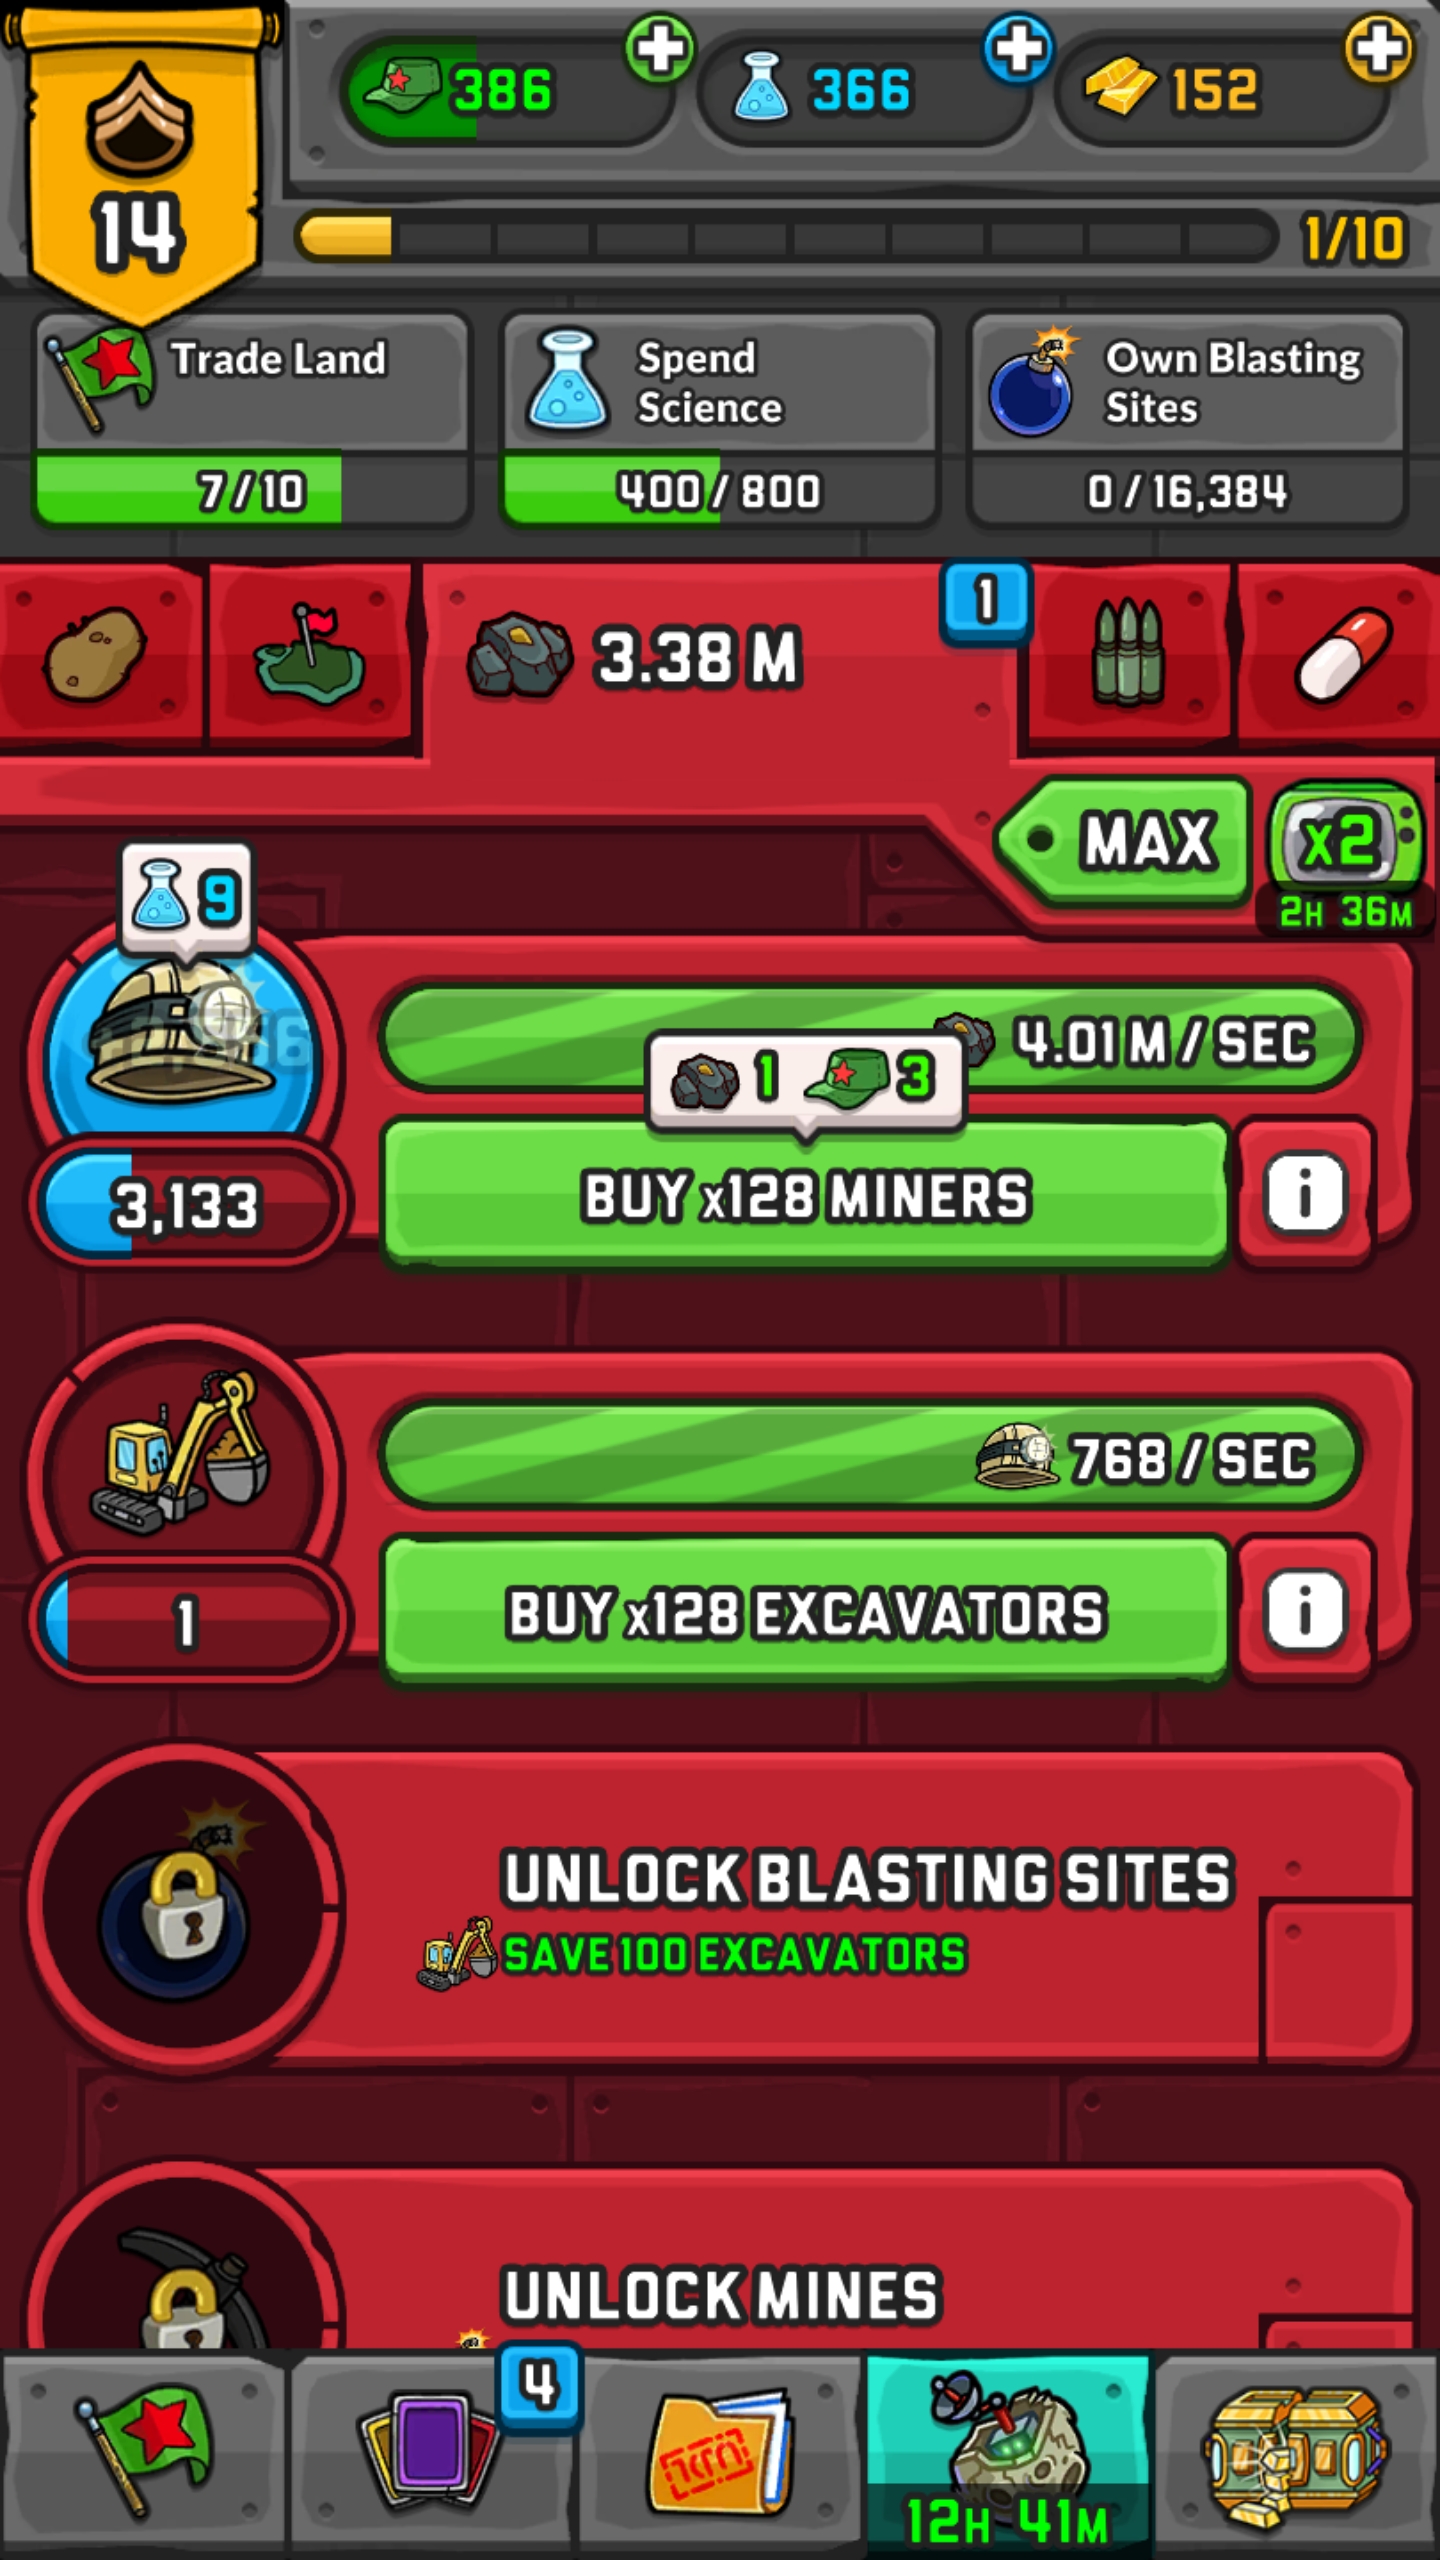 386
366
152
14
1/10
Trade Land
7/10
Spend
Science
400/800
Own Blasting
Sites
0/16,384
3.38 M
1
MAX
x2
2H 36M
9
4.01 M / SEC
1 3
3,133
BUY x128 MINERS
i
768 / SEC
1
BUY x128 EXCAVATORS
i
UNLOCK BLASTING SITES
SAVE 100 EXCAVATORS
UNLOCK MINES
4
12H 41M